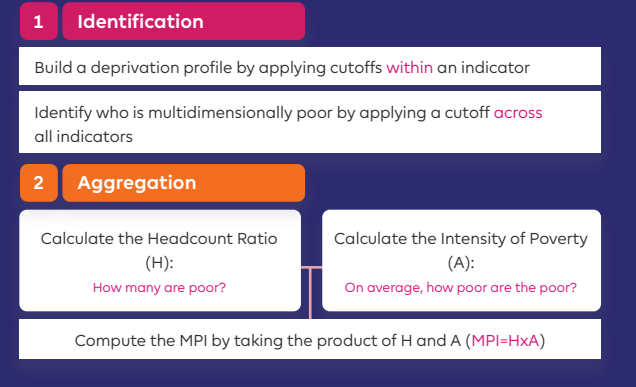 1 Identification
Build a deprivation profile by applying cutoffs within an indicator
Identify who is multidimensionally poor by applying a cutoff across
all indicators
2 Aggregation
Calculate the Headcount Ratio
(H):
How many are poor?
Calculate the Intensity of Poverty
(A):
On average, how poor are the poor?
Compute the MPI by taking the product of H and A (MPI=HxA)